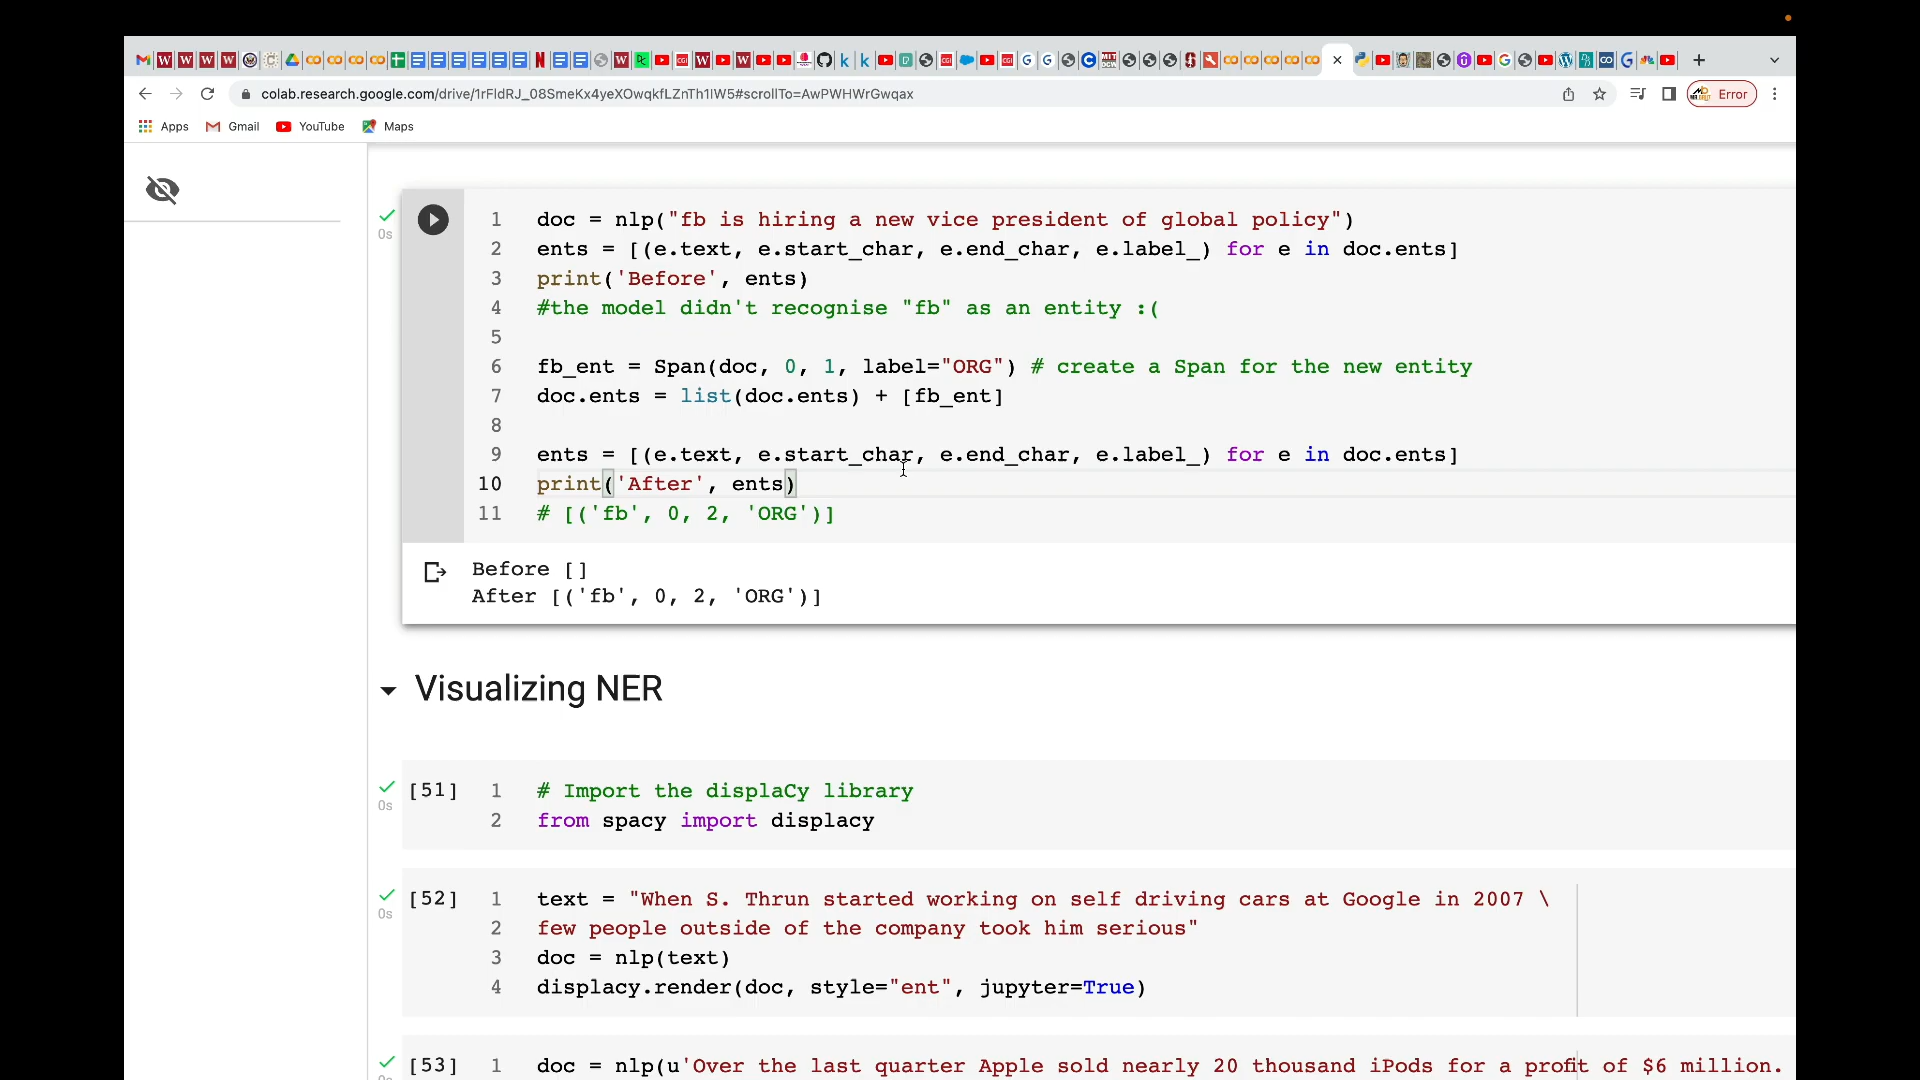 colab.research.google.com/drive/1rFldRJ_08SmeKx4yeXOwqkfLZnTh1IW5#scrollTo=AwPWHWrGwqax
Error
Apps Gmail YouTube Maps
0s
1 doc = nlp("fb is hiring a new vice president of global policy")
2 ents = [(e.text, e.start_char, e.end_char, e.label_) for e in doc.ents]
3 print('Before', ents)
4 #the model didn't recognise "fb" as an entity :(
5
6 fb_ent = Span(doc, 0, 1, label="ORG") # create a Span for the new entity
7 doc.ents = list(doc.ents) + [fb_ent]
8
9 ents = [(e.text, e.start_char, e.end_char, e.label_) for e in doc.ents]
10 print('After', ents)
11 # [('fb', 0, 2, 'ORG')]
Before []
After [('fb', 0, 2, 'ORG')]
Visualizing NER
[51] 1 # Import the displaCy library
0s
2 from spacy import displacy
[52] 1 text = "When S. Thrun started working on self driving cars at Google in 2007 \
0s
2 few people outside of the company took him serious"
3 doc = nlp(text)
4 displacy.render(doc, style="ent", jupyter=True)
[53] 1 doc = nlp(u'Over the last quarter Apple sold nearly 20 thousand iPods for a profit of $6 million.